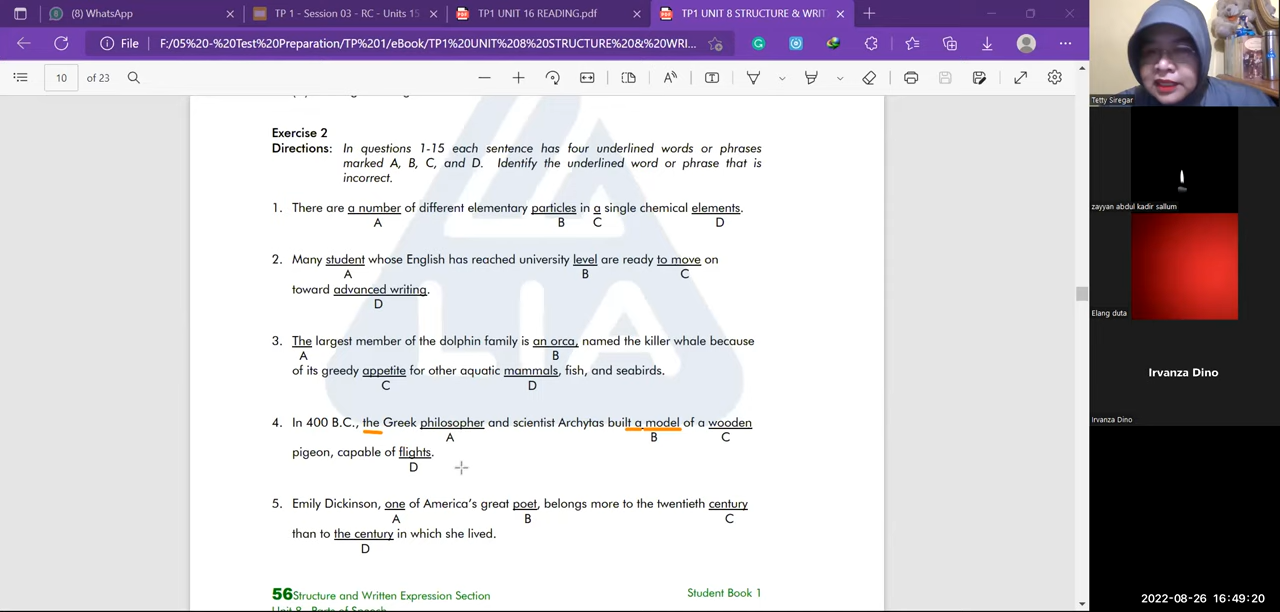 (8) WhatsApp
TP 1 - Session 03 - RC - Units 15
TP1 UNIT 16 READING.pdf
TP1 UNIT 8 STRUCTURE & WRIT
File
F:/05%20-%20Test%20Preparation/TP%201/eBook/TP1%20UNIT%208%20STRUCTURE%20&%20WRI...
10 of 23
Exercise 2
Directions: In questions 1-15 each sentence has four underlined words or phrases
marked A, B, C, and D. Identify the underlined word or phrase that is
incorrect.
1. There are a number of different elementary particles in a single chemical elements.
A B C D
2. Many student whose English has reached university level are ready to move on
A B C
toward advanced writing.
D
3. The largest member of the dolphin family is an orca, named the killer whale because
A B
of its greedy appetite for other aquatic mammals, fish, and seabirds.
C D
4. In 400 B.C., the Greek philosopher and scientist Archytas built a model of a wooden
A B C
pigeon, capable of flights.
D
5. Emily Dickinson, one of America's great poet, belongs more to the twentieth century
A B C
than to the century in which she lived.
D
56 Structure and Written Expression Section
Unit 8 - Parts of Speech
Student Book 1
LIA
Tetty Siregar
zayyan abdul kadir sallum
Elang duta
Irvanza Dino
Irvanza Dino
2022-08-26 16:49:20